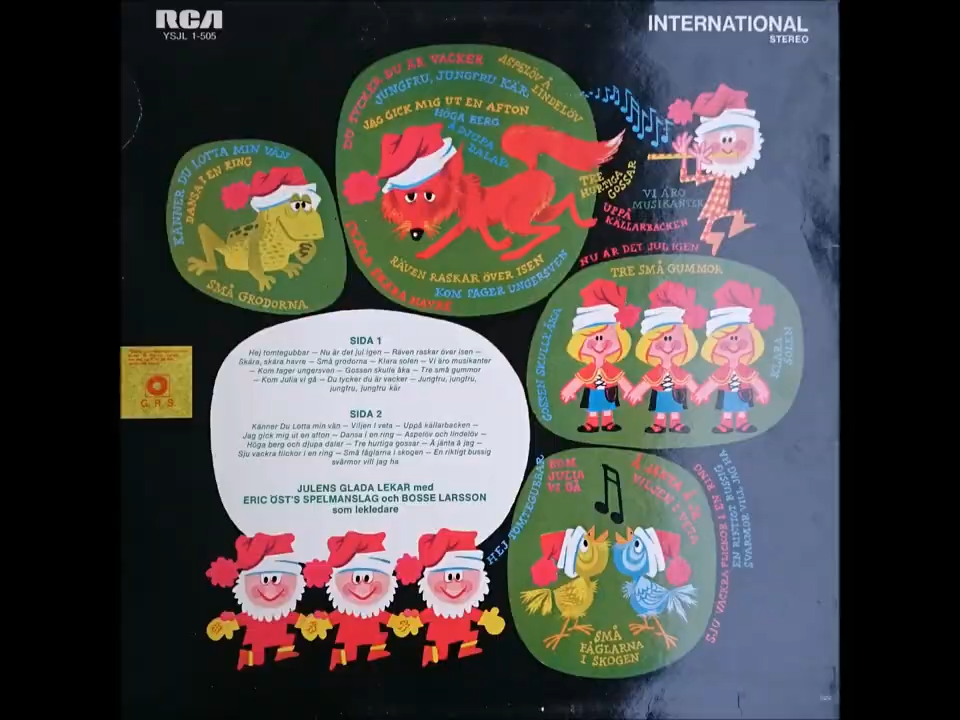 RCA
YSJL 1-505
INTERNATIONAL
STEREO
DU TYCKER DU ÄR VACKER
ASPELÖV Å LINDELÖV
JUNGFRU, JUNGFRU KÄR
JAG GICK MIG UT EN AFTON
HÖGA BERG
Å DJUPA
DALAR
TRE
HURTIGA
GOSSAR
KÄNNER DU LOTTA MIN VÄN
DANSA I EN RING
VI ÄRO
MUSIKANTER
UPPÅ
KÄLLARBACKEN
NU ÄR DET JUL IGEN
SKÄRA SKÄRA HAVRE
RÄVEN RASKAR ÖVER ISEN
KOM FAGER UNGERSVEN
SMÅ GRODORNA
TRE SMÅ GUMMOR
GOSSEN SKULLE ÅKA
KLARA
SOLEN
SIDA 1
Hej tomtegubbar — Nu är det jul igen — Räven raskar över isen —
Skära, skära havre — Små grodorna — Klara solen — Vi äro musikanter
— Kom fager ungersven — Gossen skulle åka — Tre små gummor
— Kom Julia vi gå — Du tycker du är vacker — Jungfru, jungfru,
jungfru, jungfru kär
SIDA 2
Känner Du Lotta min vän — Viljen I veta — Uppå källarbacken —
Jag gick mig ut en afton — Dansa i en ring — Aspelöv och lindelöv —
Höga berg och djupa dalar — Tre hurtiga gossar — Å jänta å jag —
Sju vackra flickor i en ring — Små fåglarna i skogen — En riktigt bussig
svärmor vill jag ha
JULENS GLADA LEKAR med
ERIC ÖST'S SPELMANSLAG och BOSSE LARSSON
som lekledare
G. R. S.
HEJ TOMTEGUBBAR
KOM
JULIA
VI GÅ
Å JÄNTA Å JA
VILJEN I VETA
SJU VACKRA FLICKOR I EN RING
EN RIKTIGT BUSSIG
SVÄRMOR VILL JAG HA
SMÅ
FÅGLARNA
I SKOGEN